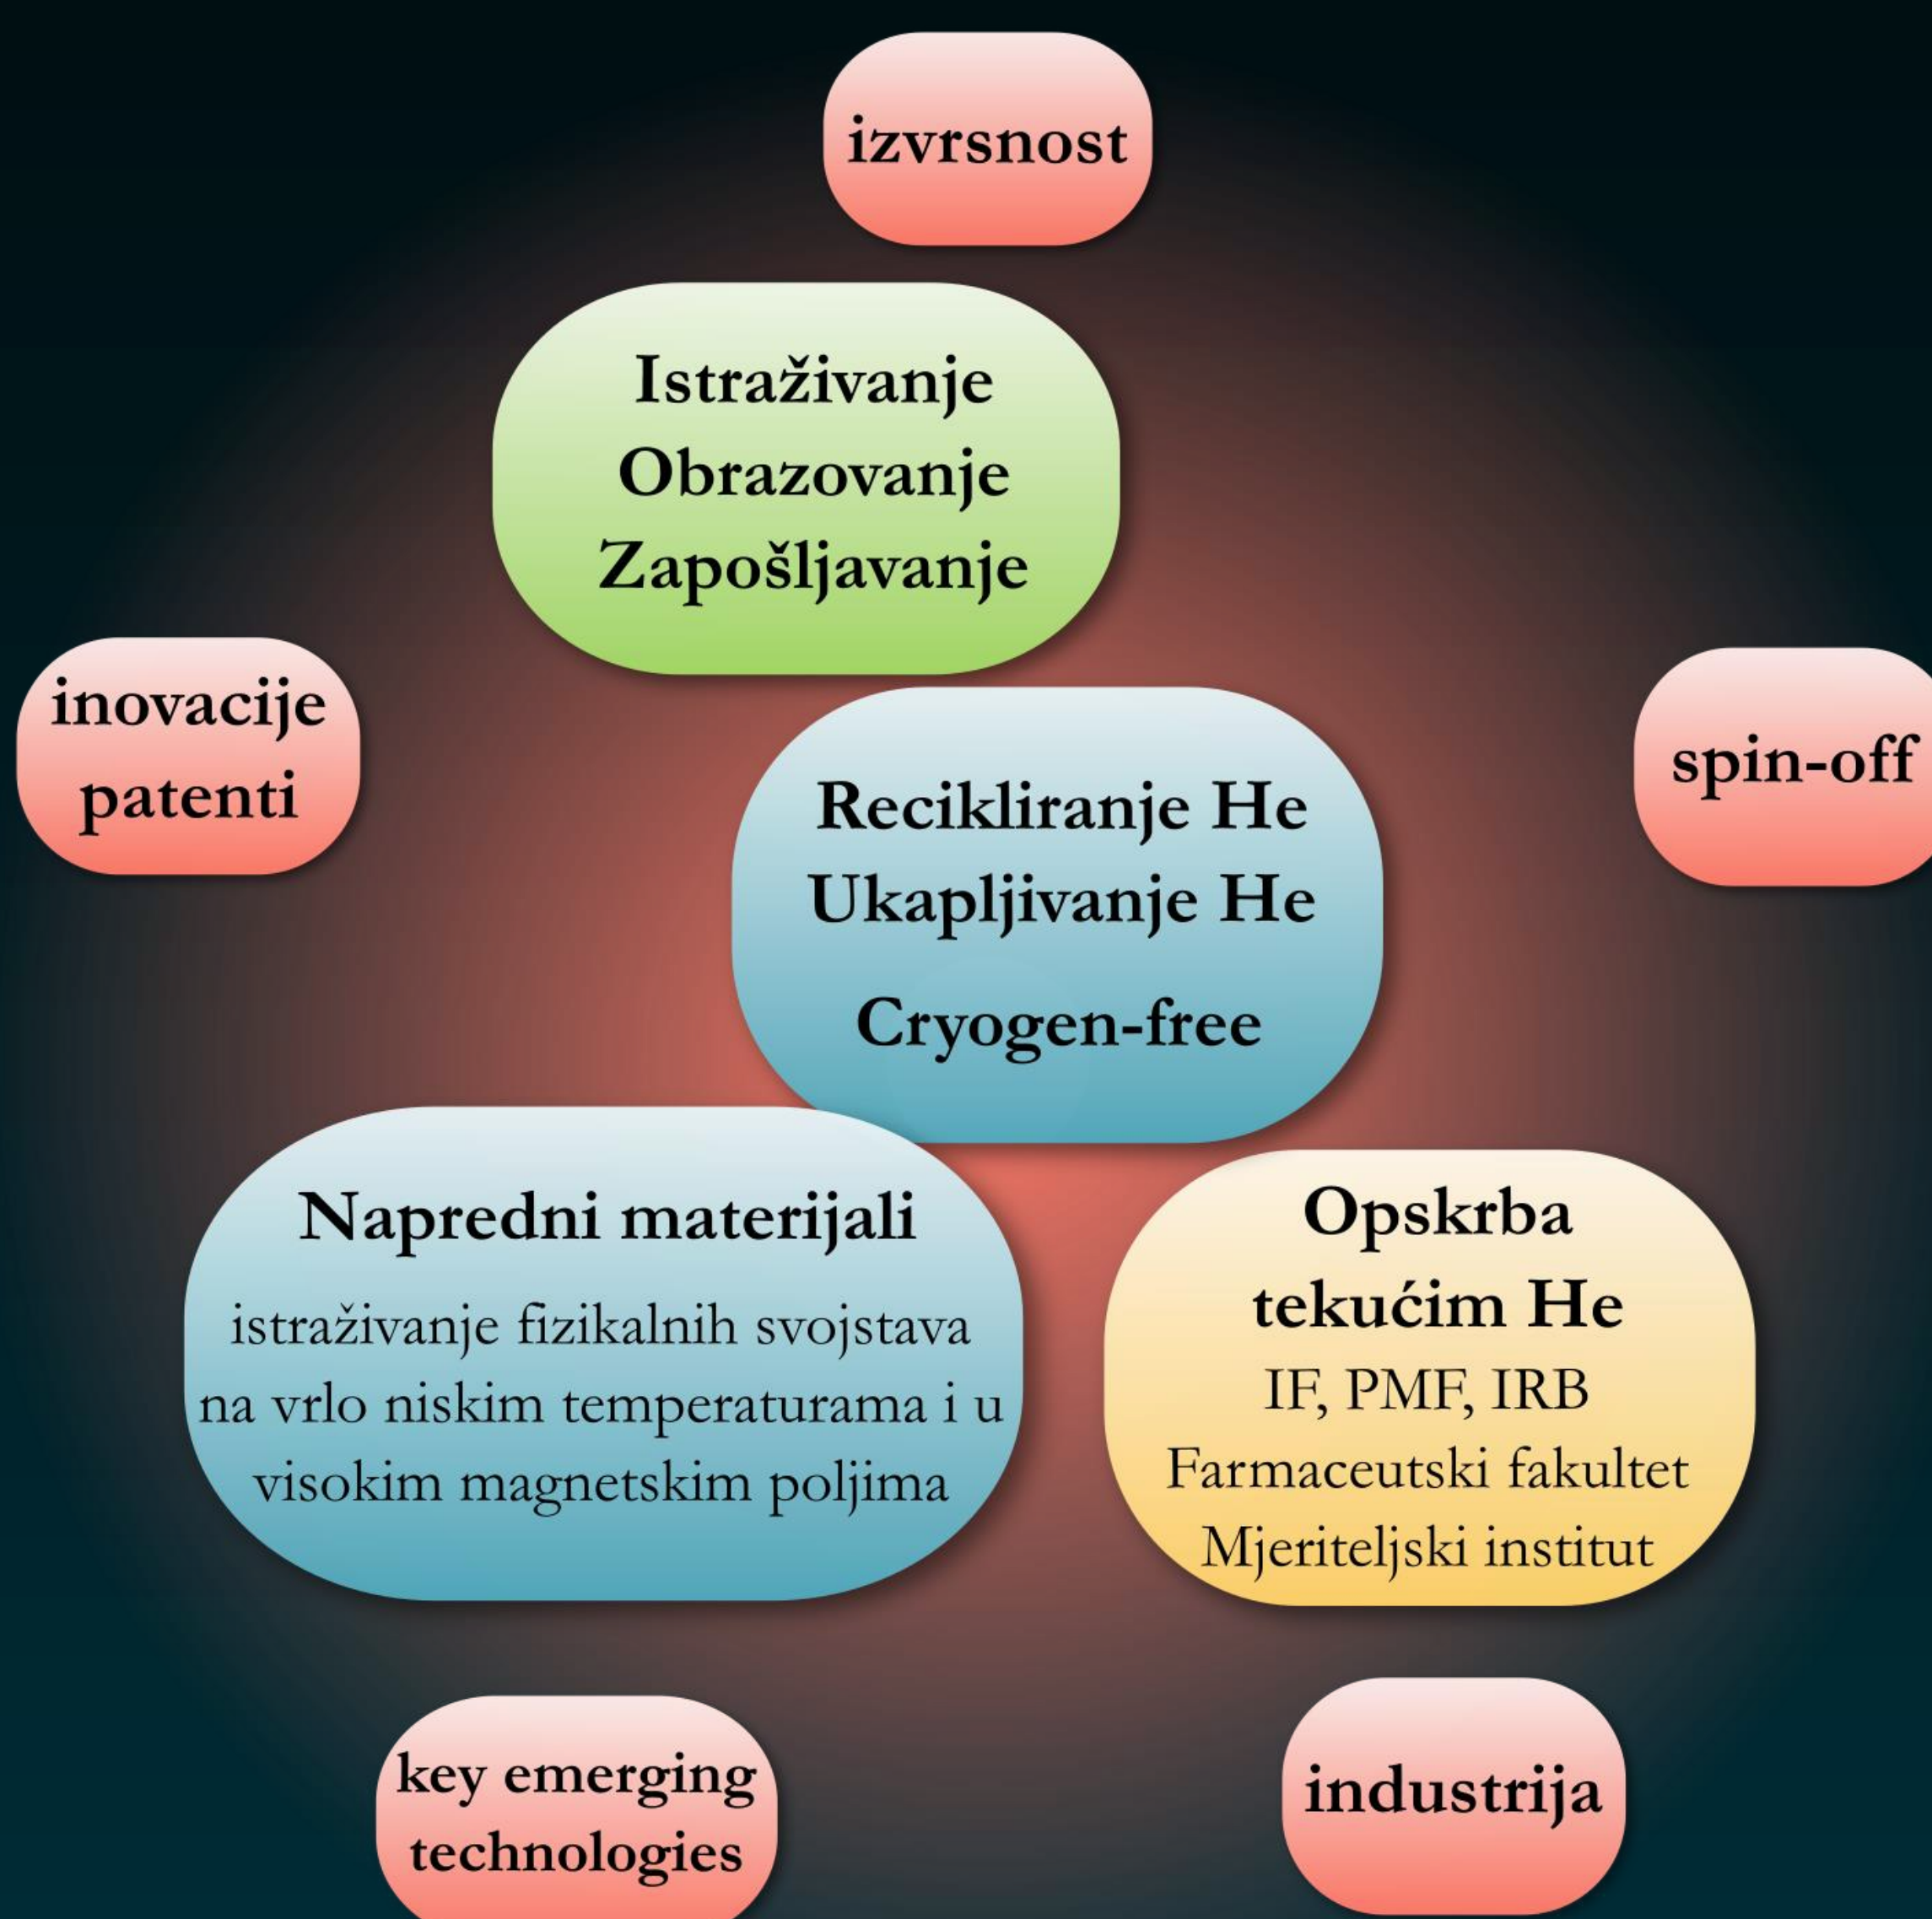 izvrsnost
Istraživanje
Obrazovanje
Zapošljavanje
inovacije
patenti
spin-off
Recikliranje He
Ukapljivanje He
Cryogen-free
Napredni materijali
istraživanje fizikalnih svojstava
na vrlo niskim temperaturama i u
visokim magnetskim poljima
Opskrba
tekućim He
IF, PMF, IRB
Farmaceutski fakultet
Mjeriteljski institut
key emerging
technologies
industrija